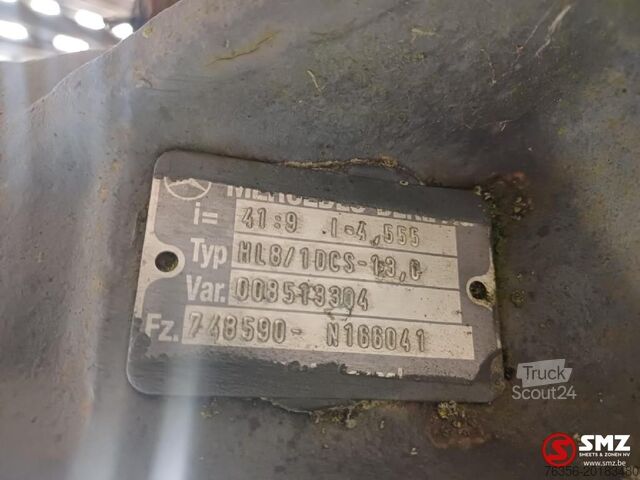 MERCEDES-BENZ
i= 41:9 I-4,555
Typ HL8/1DCS-13,0
Var. 008513304
Fz. 748590- N166041
Truck
Scout24
SMZ
SHEETS & ZONEN NV
www.smz.be